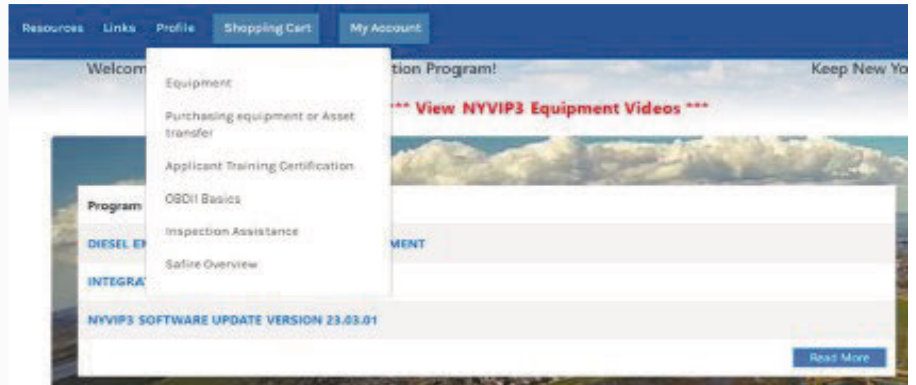 Resources Links Profile Shopping Cart My Account
Welcom
tion Program!
Keep New Yo
Equipment
*** View NYVIP3 Equipment Videos ***
Purchasing equipment or Asset
transfer
Applicant Training Certification
OBDII Basics
Program
Inspection Assistance
DIESEL EM
MENT
Safire Overview
INTEGRA
NYVIP3 SOFTWARE UPDATE VERSION 23.03.01
Read More